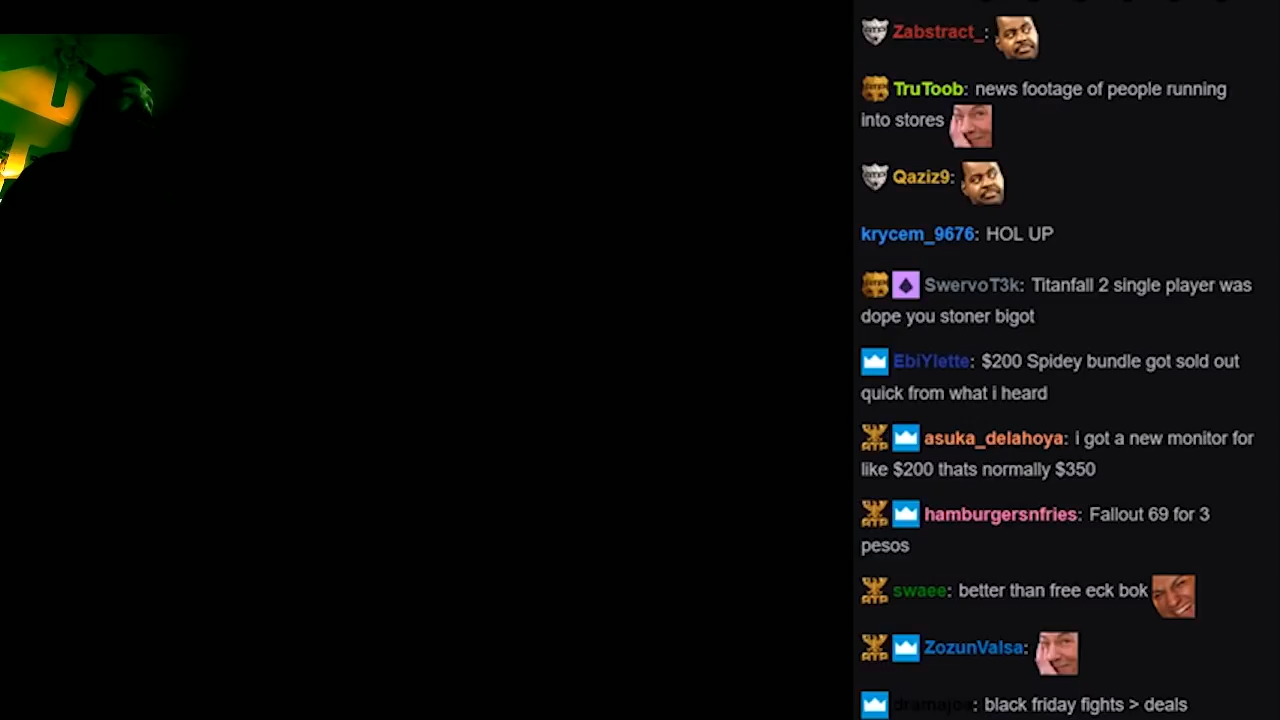 Zabstract_:
TruToob: news footage of people running
into stores
Qaziz9:
krycem_9676: HOL UP
SwervoT3k: Titanfall 2 single player was
dope you stoner bigot
EbiYlette: $200 Spidey bundle got sold out
quick from what i heard
asuka_delahoya: i got a new monitor for
like $200 thats normally $350
hamburgersnfries: Fallout 69 for 3
pesos
swaee: better than free eck bok
ZozunValsa:
: black friday fights > deals